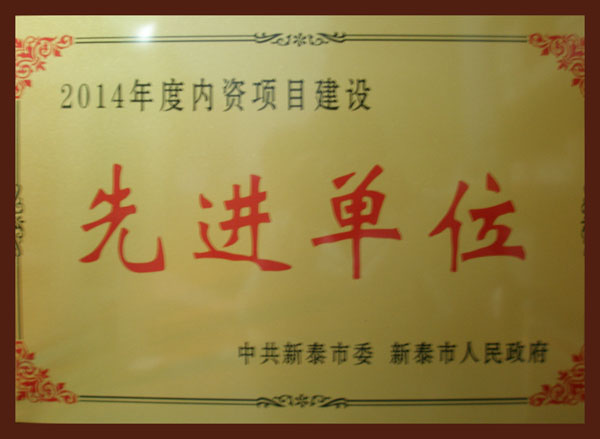 2014年度内资项目建设
先进单位
中共新泰市委 新泰市人民政府